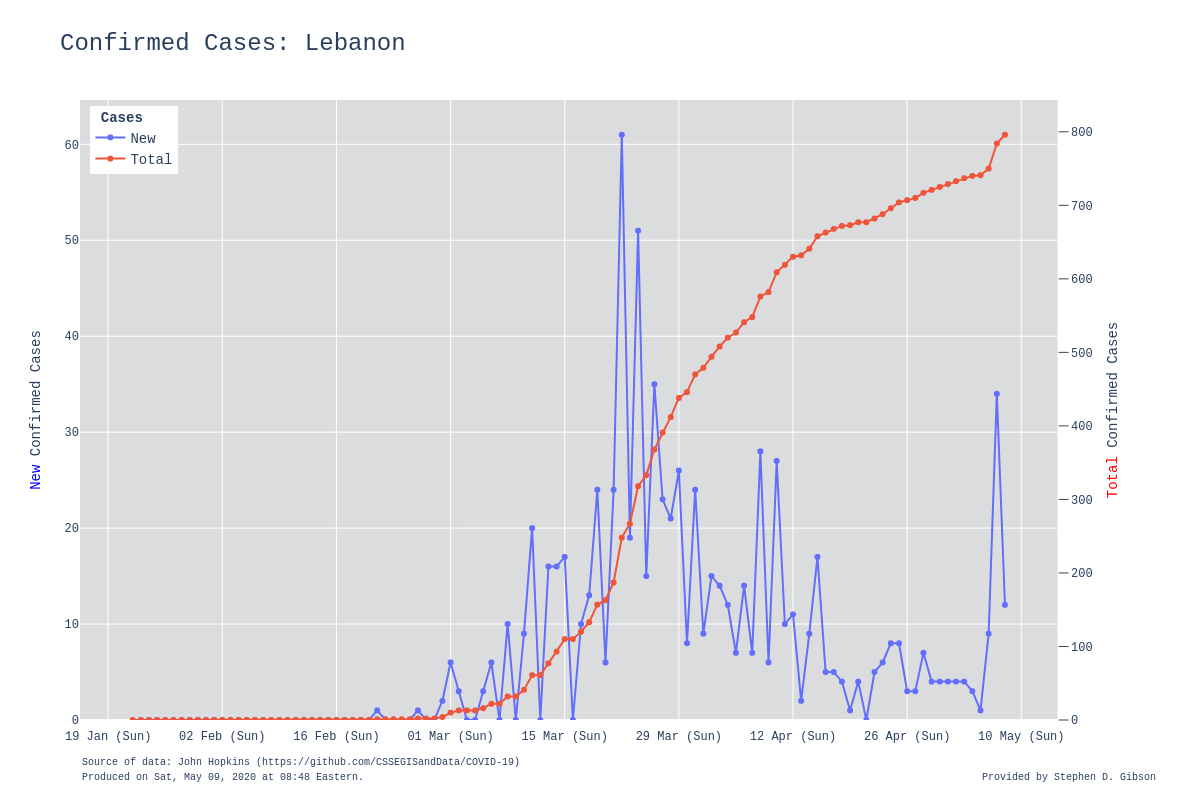 Confirmed Cases: Lebanon
Cases
New
Total
60
50
40
30
20
10
0
800
700
600
500
400
300
200
100
0
New Confirmed Cases
Total Confirmed Cases
19 Jan (Sun) 02 Feb (Sun) 16 Feb (Sun) 01 Mar (Sun) 15 Mar (Sun) 29 Mar (Sun) 12 Apr (Sun) 26 Apr (Sun) 10 May (Sun)
Source of data: John Hopkins (https://github.com/CSSEGISandData/COVID-19)
Produced on Sat, May 09, 2020 at 08:48 Eastern.
Provided by Stephen D. Gibson